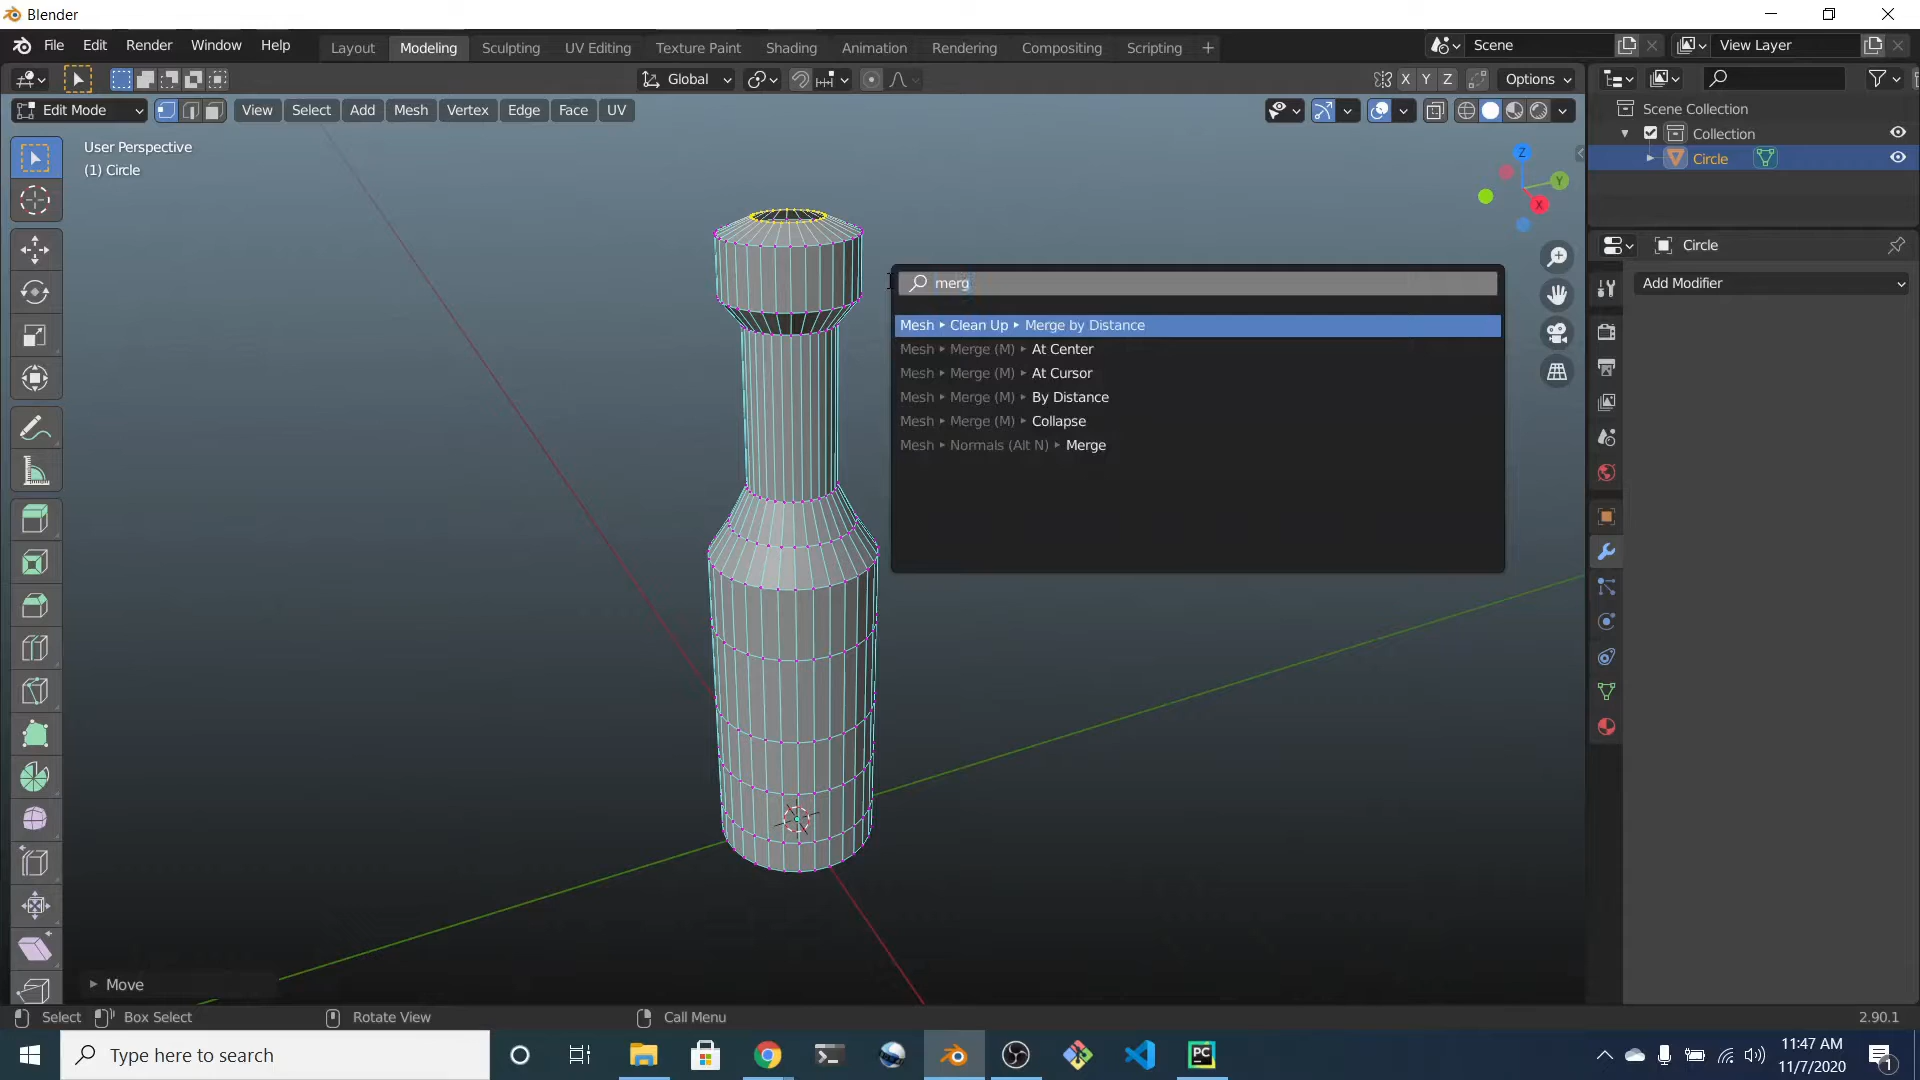 Blender
File Edit Render Window Help Layout Modeling Sculpting UV Editing Texture Paint Shading Animation Rendering Compositing Scripting + Scene View Layer
Global X Y Z Options
Edit Mode View Select Add Mesh Vertex Edge Face UV
Scene Collection
Collection
Circle
User Perspective
(1) Circle
Z
Y
X
Circle
Add Modifier
merg
Mesh ▸ Clean Up ▸ Merge by Distance
Mesh ▸ Merge (M) ▸ At Center
Mesh ▸ Merge (M) ▸ At Cursor
Mesh ▸ Merge (M) ▸ By Distance
Mesh ▸ Merge (M) ▸ Collapse
Mesh ▸ Normals (Alt N) ▸ Merge
Move
Select Box Select Rotate View Call Menu 2.90.1
Type here to search
PC
11:47 AM
11/7/2020
1